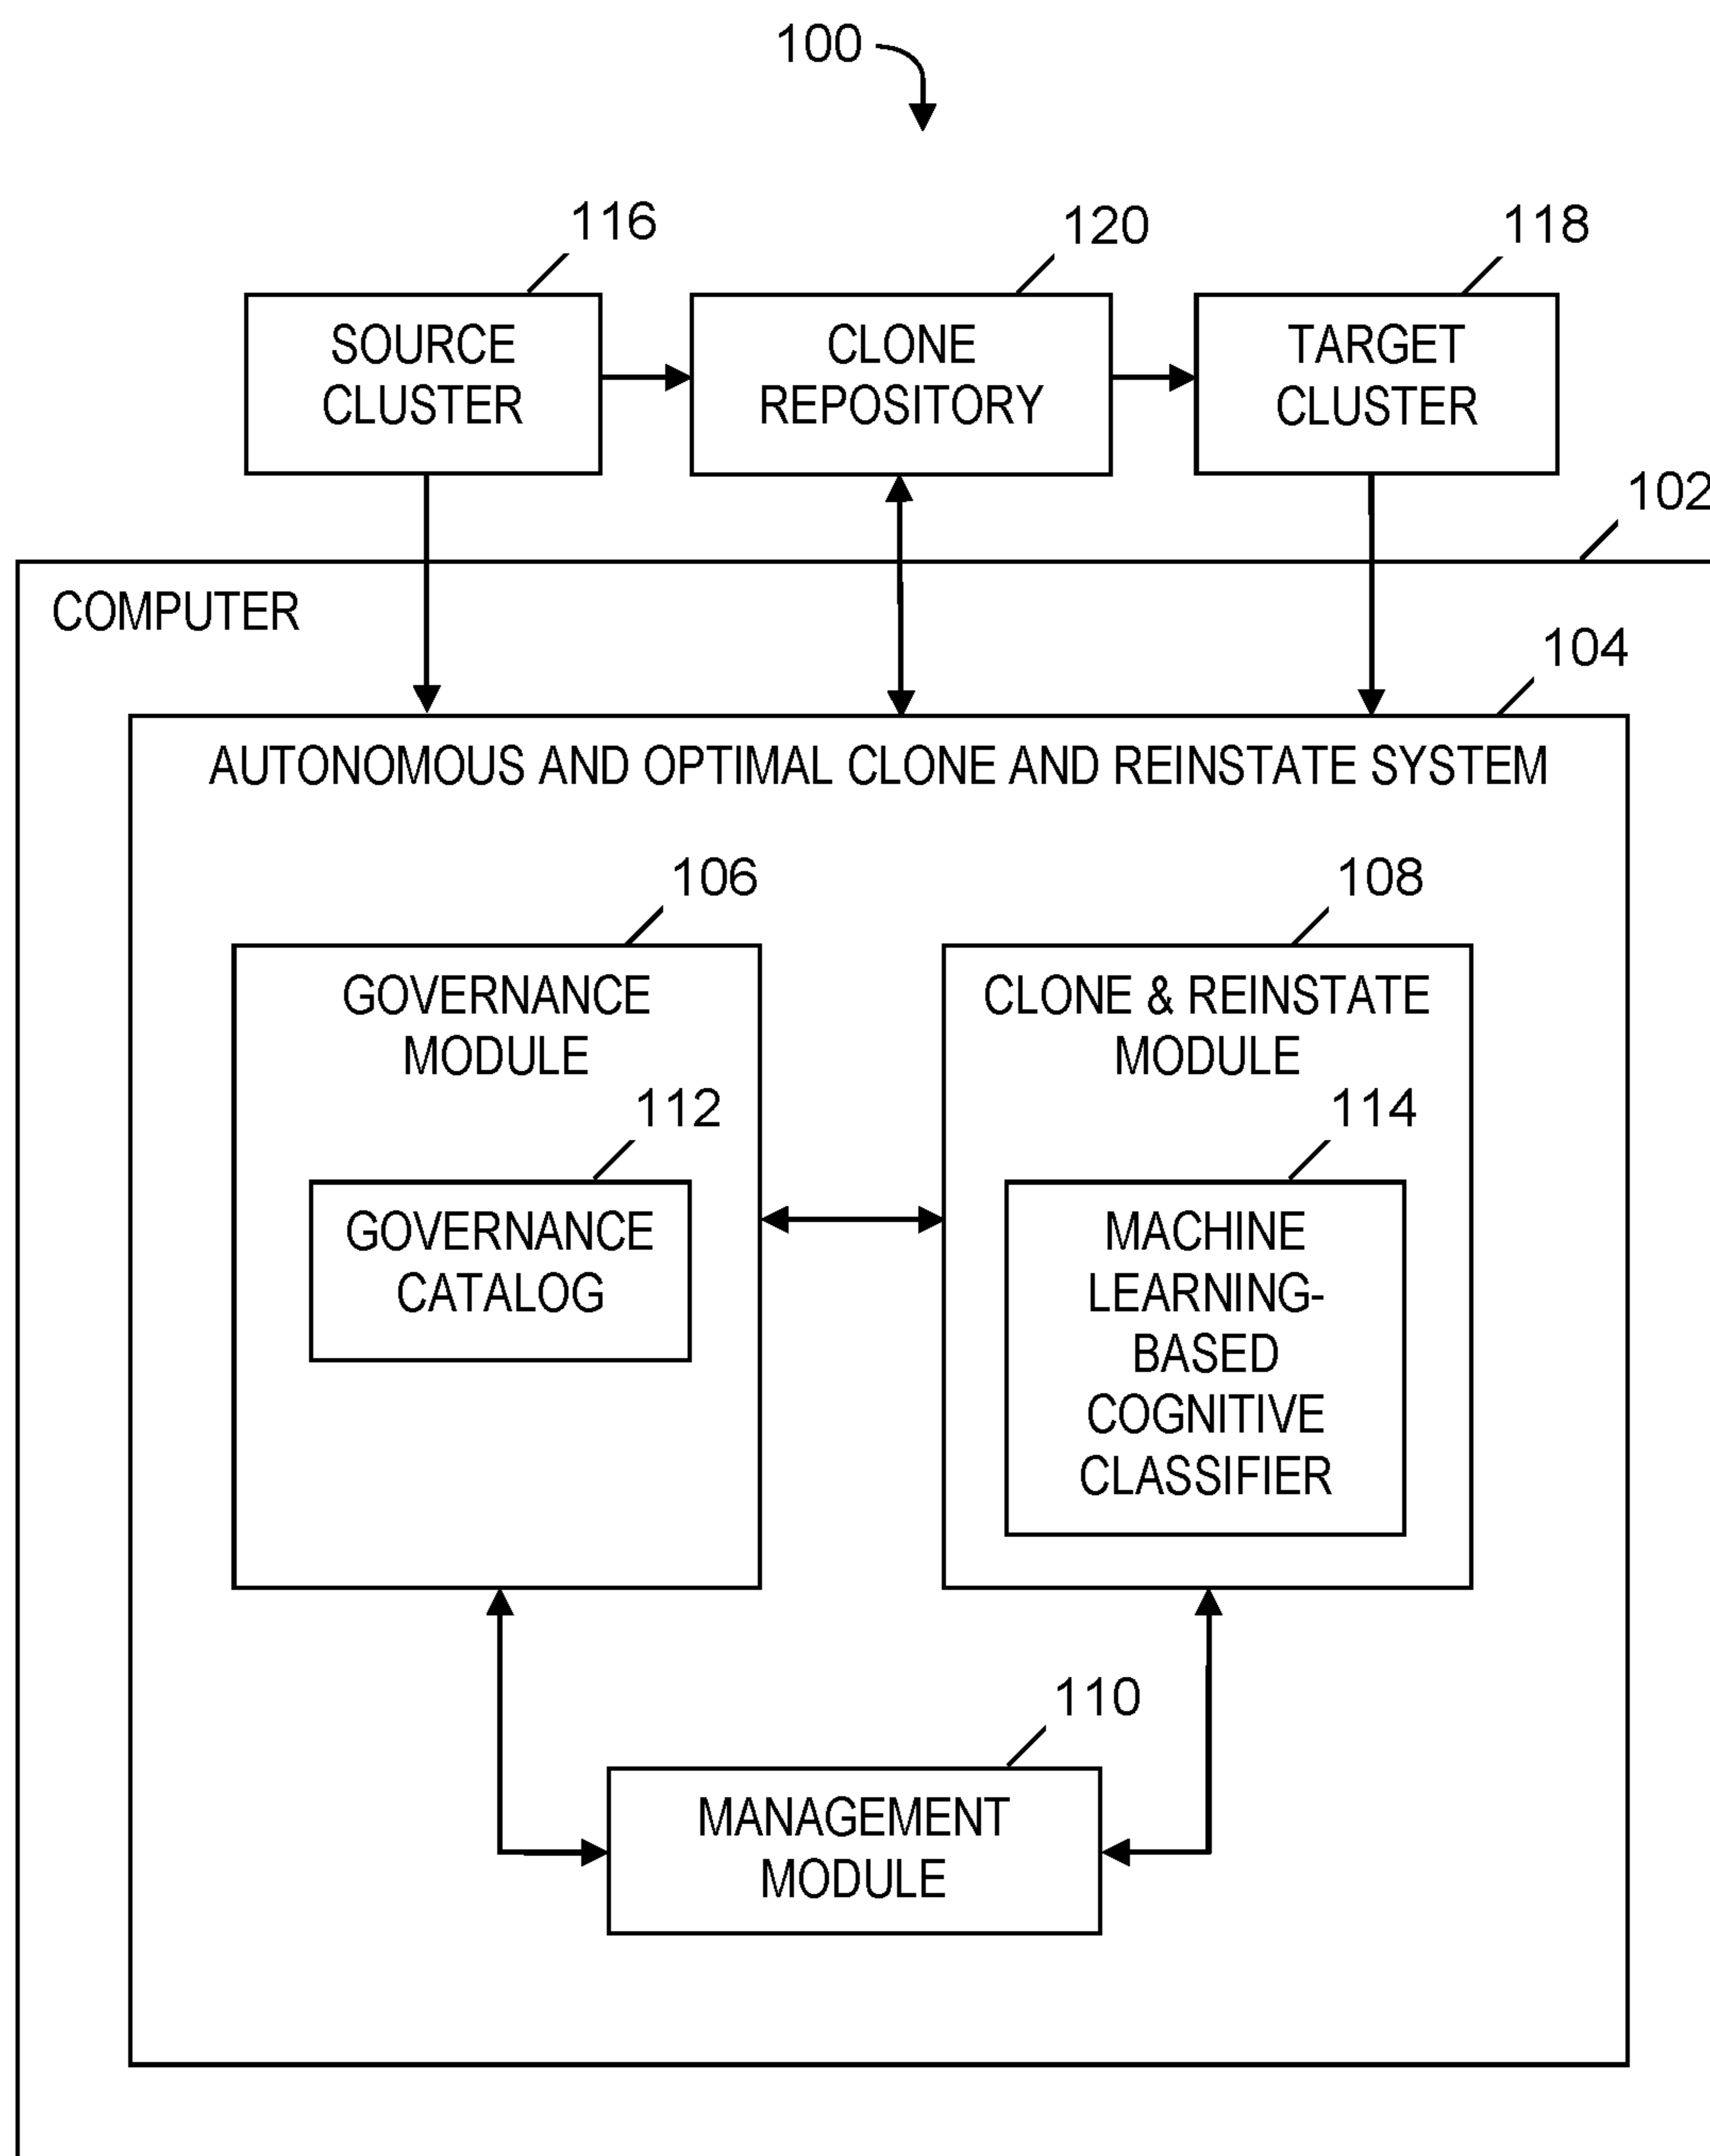 100
116
120
118
SOURCE
CLUSTER
CLONE
REPOSITORY
TARGET
CLUSTER
102
COMPUTER
104
AUTONOMOUS AND OPTIMAL CLONE AND REINSTATE SYSTEM
106
108
GOVERNANCE
MODULE
CLONE & REINSTATE
MODULE
112
114
GOVERNANCE
CATALOG
MACHINE
LEARNING-
BASED
COGNITIVE
CLASSIFIER
110
MANAGEMENT
MODULE